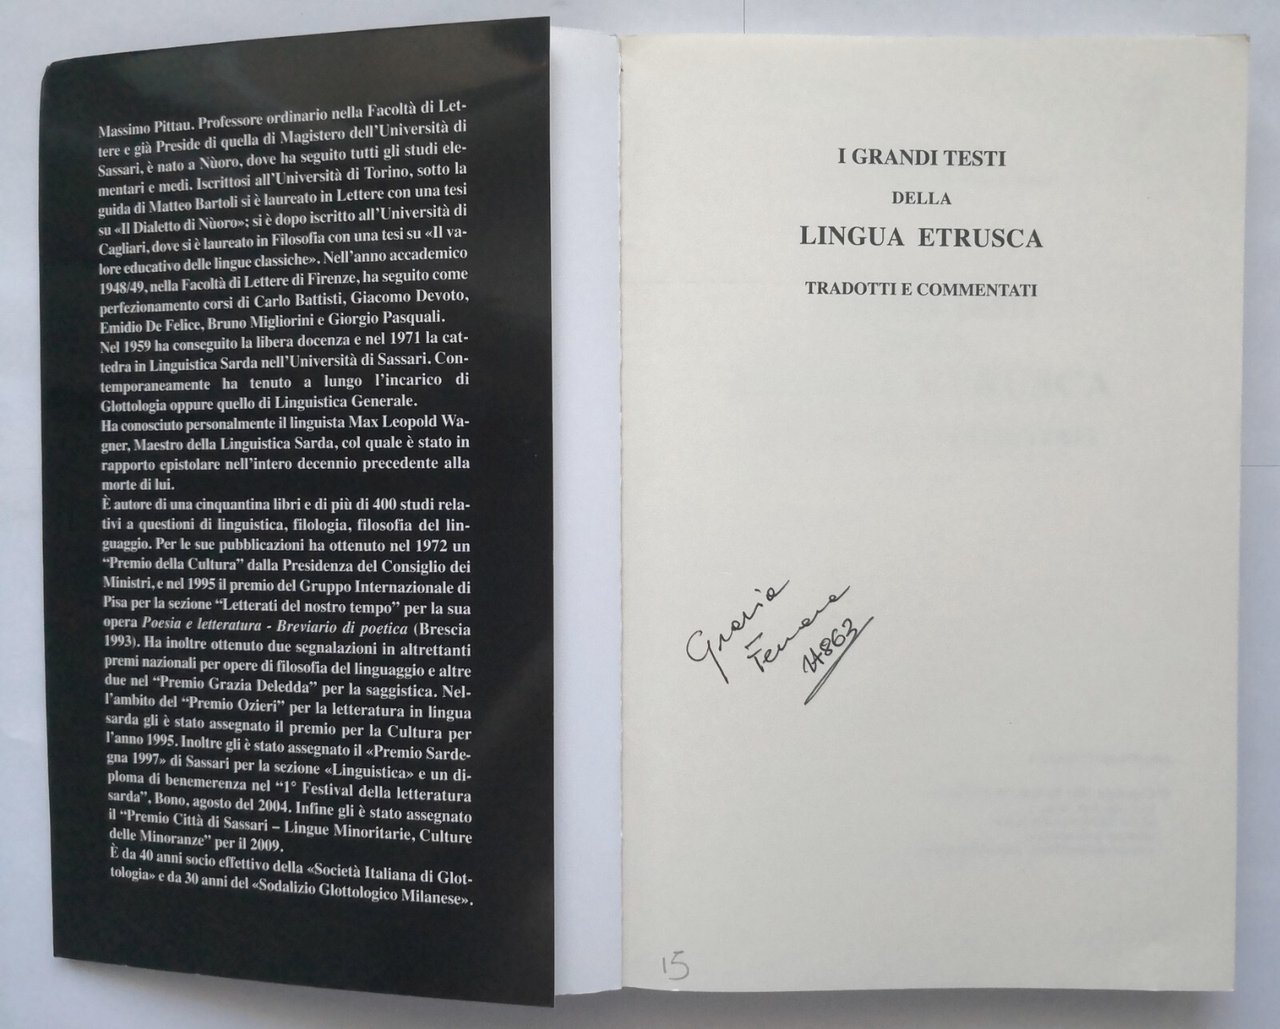 Massimo Pittau. Professore ordinario nella Facoltà di Let-
tere e già Preside di quella di Magistero dell'Università di
Sassari, è nato a Nùoro, dove ha seguito tutti gli studi ele-
mentari e medi. Iscrittosi all'Università di Torino, sotto la
guida di Matteo Bartoli si è laureato in Lettere con una tesi
su «Il Dialetto di Nùoro»; si è dopo iscritto all'Università di
Cagliari, dove si è laureato in Filosofia con una tesi su «Il va-
lore educativo delle lingue classiche». Nell'anno accademico
1948/49, nella Facoltà di Lettere di Firenze, ha seguito come
perfezionamento corsi di Carlo Battisti, Giacomo Devoto,
Emidio De Felice, Bruno Migliorini e Giorgio Pasquali.
Nel 1959 ha conseguito la libera docenza e nel 1971 la cat-
tedra in Linguistica Sarda nell'Università di Sassari. Con-
temporaneamente ha tenuto a lungo l'incarico di
Glottologia oppure quello di Linguistica Generale.
Ha conosciuto personalmente il linguista Max Leopold Wa-
gner, Maestro della Linguistica Sarda, col quale è stato in
rapporto epistolare nell'intero decennio precedente alla
morte di lui.
È autore di una cinquantina libri e di più di 400 studi rela-
tivi a questioni di linguistica, filologia, filosofia del lin-
guaggio. Per le sue pubblicazioni ha ottenuto nel 1972 un
“Premio della Cultura” dalla Presidenza del Consiglio dei
Ministri, e nel 1995 il premio del Gruppo Internazionale di
Pisa per la sezione “Letterati del nostro tempo” per la sua
opera Poesia e letteratura - Breviario di poetica (Brescia
1993). Ha inoltre ottenuto due segnalazioni in altrettanti
premi nazionali per opere di filosofia del linguaggio e altre
due nel “Premio Grazia Deledda” per la saggistica. Nel-
l'ambito del “Premio Ozieri” per la letteratura in lingua
sarda gli è stato assegnato il premio per la Cultura per
l'anno 1995. Inoltre gli è stato assegnato il «Premio Sarde-
gna 1997» di Sassari per la sezione «Linguistica» e un di-
ploma di benemerenza nel “1° Festival della letteratura
sarda”, Bono, agosto del 2004. Infine gli è stato assegnato
il “Premio Città di Sassari – Lingue Minoritarie, Culture
delle Minoranze” per il 2009.
È da 40 anni socio effettivo della «Società Italiana di Glot-
tologia» e da 30 anni del «Sodalizio Glottologico Milanese».
I GRANDI TESTI
DELLA
LINGUA ETRUSCA
TRADOTTI E COMMENTATI
15